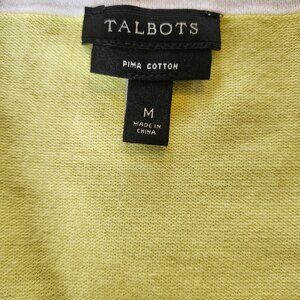 TALBOTS
PIMA COTTON
M
MADE IN
CHINA